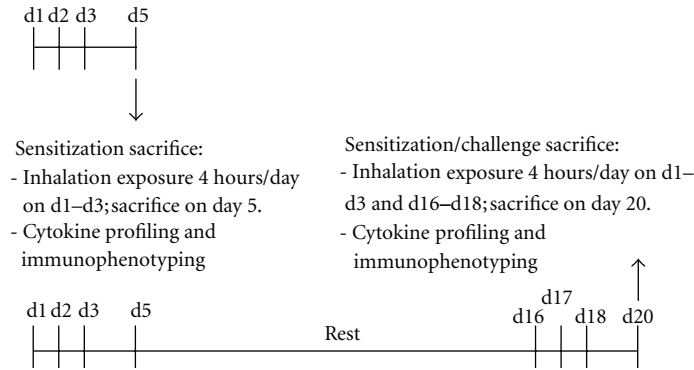 d1 d2 d3 d5
Sensitization sacrifice:
- Inhalation exposure 4 hours/day
on d1–d3;sacrifice on day 5.
- Cytokine profiling and
immunophenotyping
Sensitization/challenge sacrifice:
- Inhalation exposure 4 hours/day on d1–
d3 and d16–d18;sacrifice on day 20.
- Cytokine profiling and
immunophenotyping
d1 d2 d3 d5
Rest
d17
d16 d18 d20